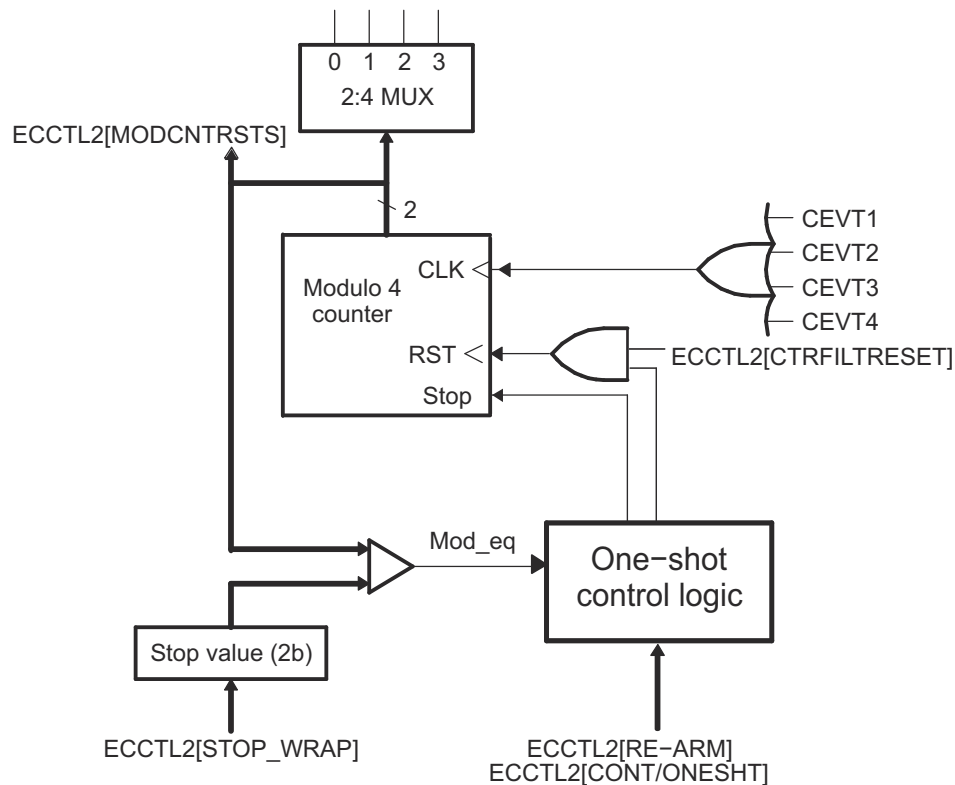 0 1 2 3
2:4 MUX
ECCTL2[MODCNTRSTS]
2
CEVT1
CEVT2
CEVT3
CEVT4
CLK
Modulo 4
counter
RST
ECCTL2[CTRFILTRESET]
Stop
Mod_eq
One−shot
control logic
Stop value (2b)
ECCTL2[STOP_WRAP]
ECCTL2[RE−ARM]
ECCTL2[CONT/ONESHT]